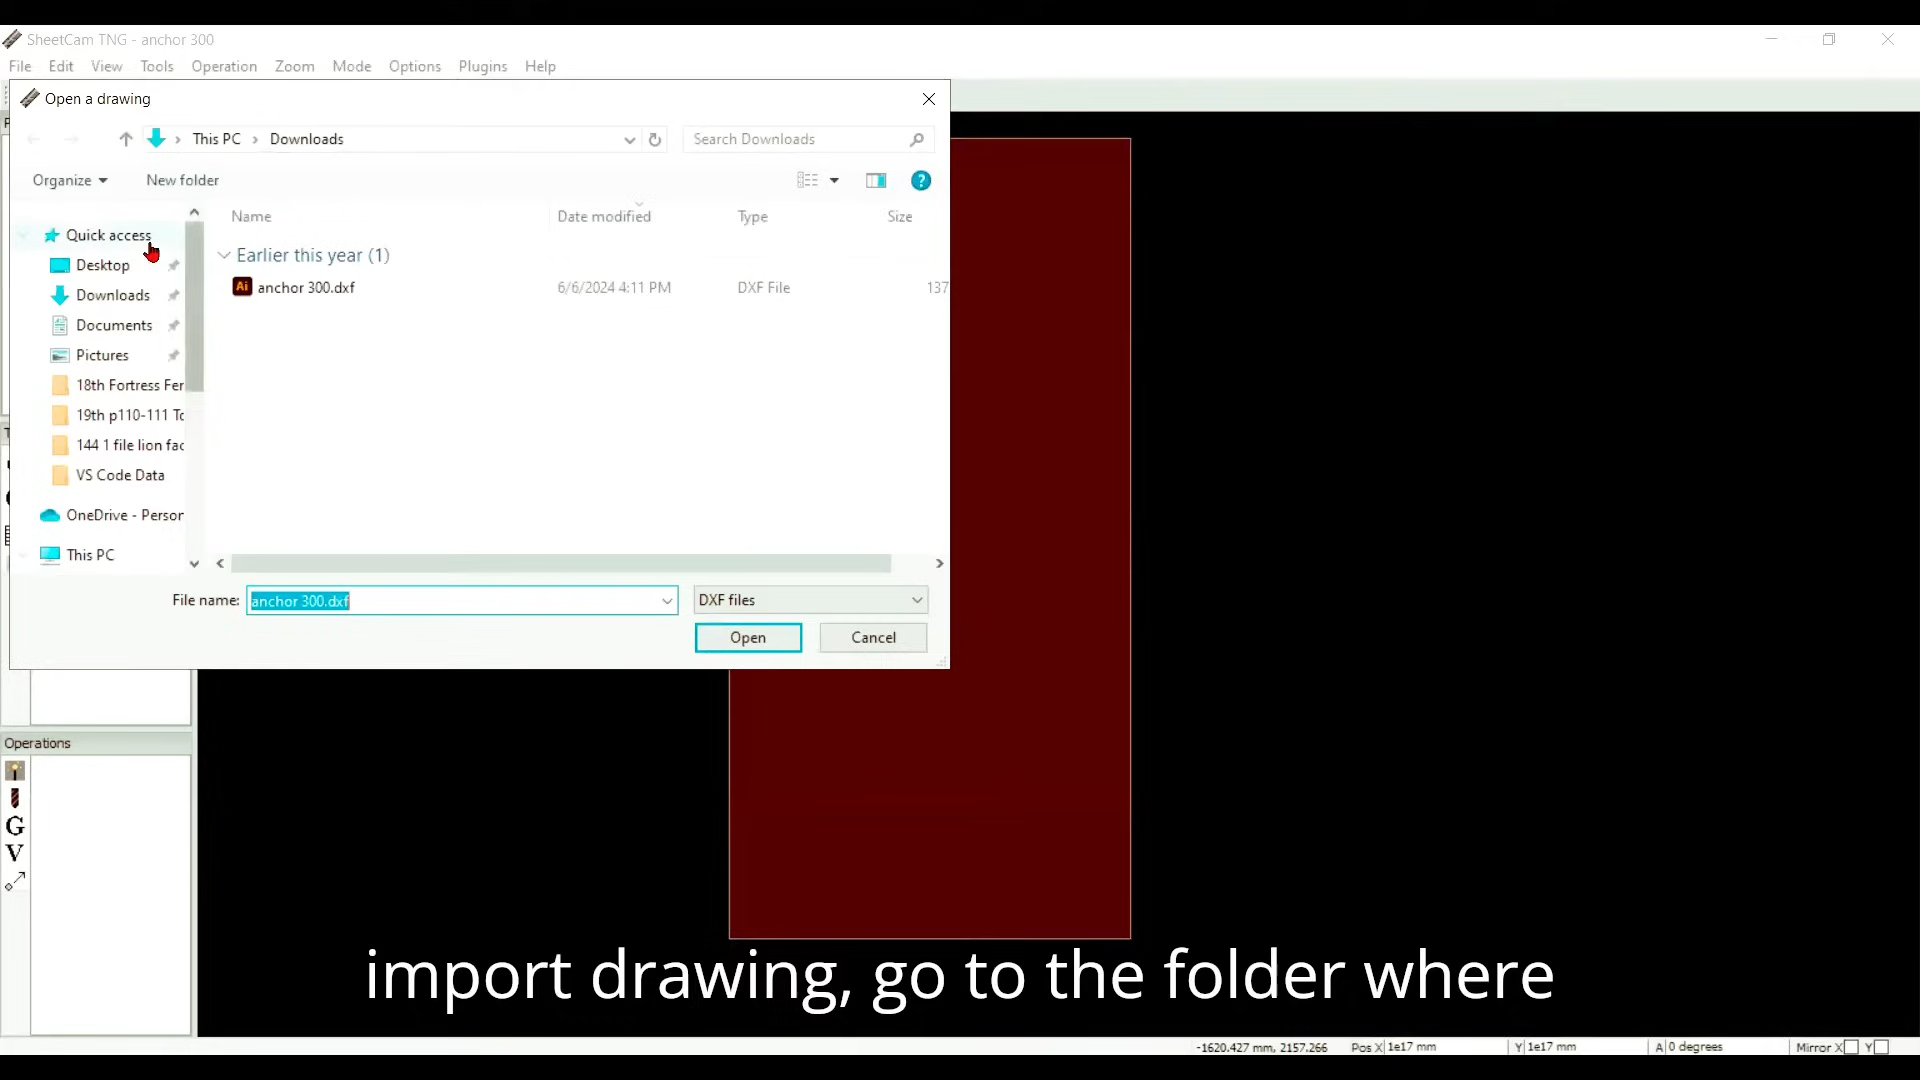 SheetCam TNG - anchor 300
File Edit View Tools Operation Zoom Mode Options Plugins Help
Open a drawing
This PC > Downloads
Search Downloads
Organize
New folder
Name Date modified Type Size
Quick access
Desktop
Downloads
Documents
Pictures
18th Fortress Fer
19th p110-111 Tc
144 1 file lion fac
VS Code Data
OneDrive - Person
This PC
Earlier this year (1)
Ai anchor 300.dxf 6/6/2024 4:11 PM DXF File 137
File name: anchor 300.dxf
DXF files
Open Cancel
Operations
G
V
import drawing, go to the folder where
-1620.427 mm, 2157.266 Pos X 1e17 mm Y 1e17 mm A 0 degrees Mirror X Y